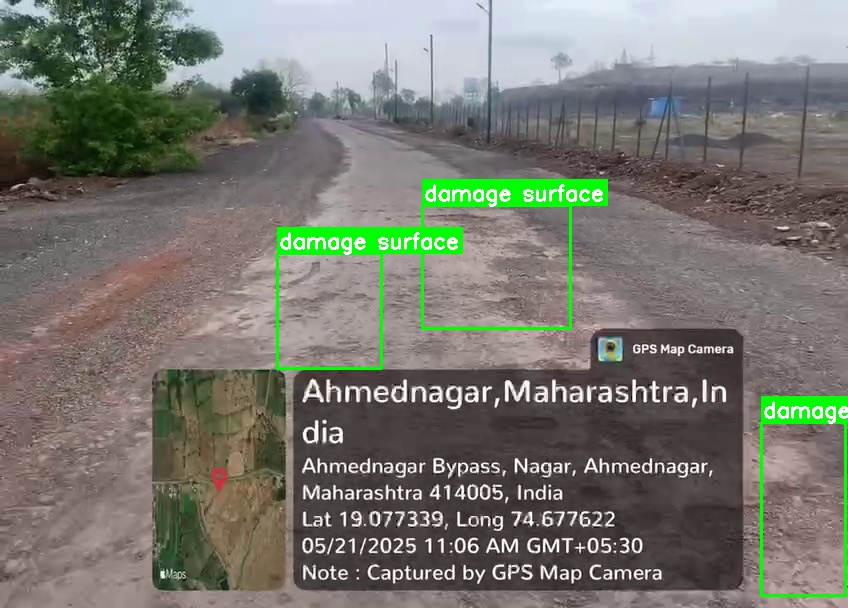 damage surface
damage surface
GPS Map Camera
Ahmednagar,Maharashtra,In
dia
damage
Ahmednagar Bypass, Nagar, Ahmednagar,
Maharashtra 414005, India
Lat 19.077339, Long 74.677622
05/21/2025 11:06 AM GMT+05:30
Note : Captured by GPS Map Camera
Maps